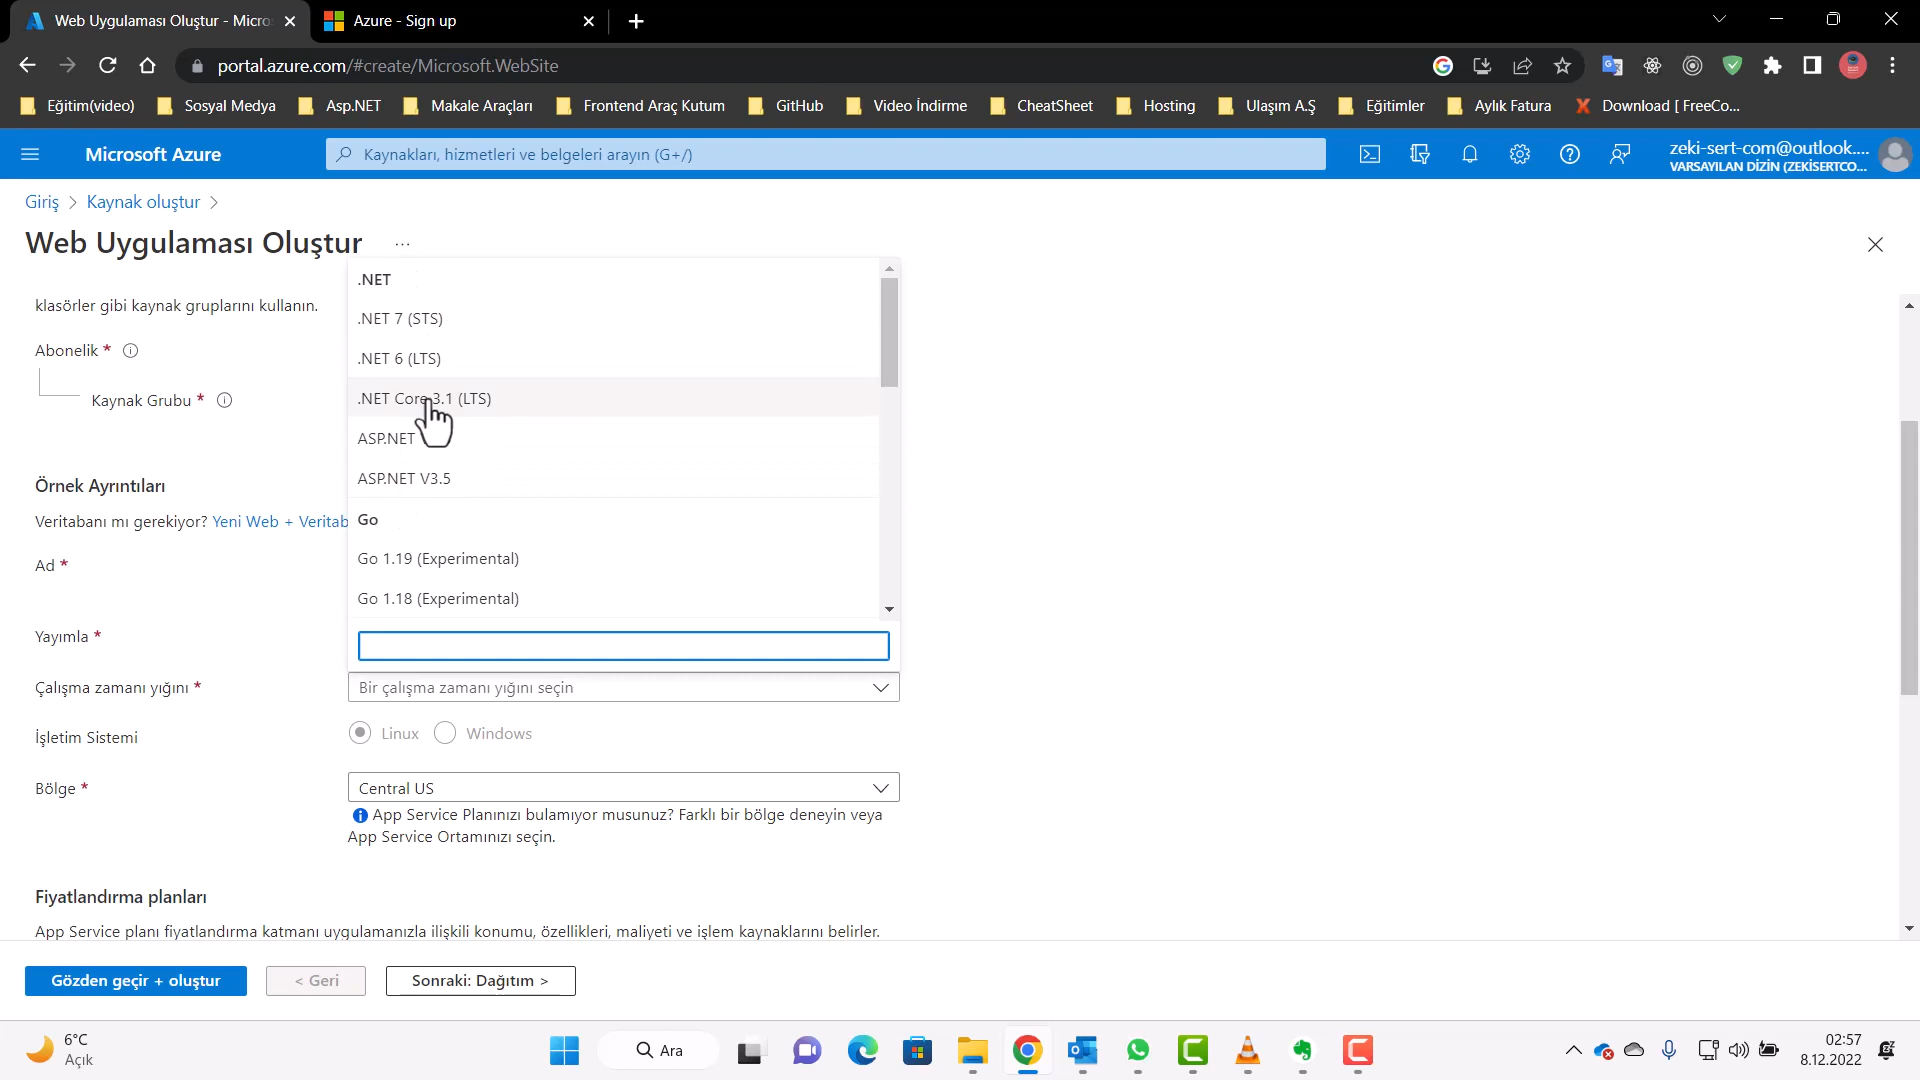 Web Uygulaması Oluştur - Micros
Azure - Sign up
portal.azure.com/#create/Microsoft.WebSite
Eğitim(video)
Sosyal Medya
Asp.NET
Makale Araçları
Frontend Araç Kutum
GitHub
Video İndirme
CheatSheet
Hosting
Ulaşım A.Ş
Eğitimler
Aylık Fatura
Download [ FreeCo...
Microsoft Azure
Kaynakları, hizmetleri ve belgeleri arayın (G+/)
zeki-sert-com@outlook....
VARSAYILAN DİZİN (ZEKİSERTCO...
Giriş > Kaynak oluştur >
Web Uygulaması Oluştur ...
klasörler gibi kaynak gruplarını kullanın.
Abonelik *
Kaynak Grubu *
.NET
.NET 7 (STS)
.NET 6 (LTS)
.NET Core 3.1 (LTS)
ASP.NET
ASP.NET V3.5
Go
Go 1.19 (Experimental)
Go 1.18 (Experimental)
Örnek Ayrıntıları
Veritabanı mı gerekiyor? Yeni Web + Veritab
Ad *
Yayımla *
Çalışma zamanı yığını *
Bir çalışma zamanı yığını seçin
İşletim Sistemi
Linux
Windows
Bölge *
Central US
App Service Planınızı bulamıyor musunuz? Farklı bir bölge deneyin veya
App Service Ortamınızı seçin.
Fiyatlandırma planları
App Service planı fiyatlandırma katmanı uygulamanızla ilişkili konumu, özellikleri, maliyeti ve işlem kaynaklarını belirler.
Gözden geçir + oluştur
< Geri
Sonraki: Dağıtım >
6°C
Açık
Ara
02:57
8.12.2022